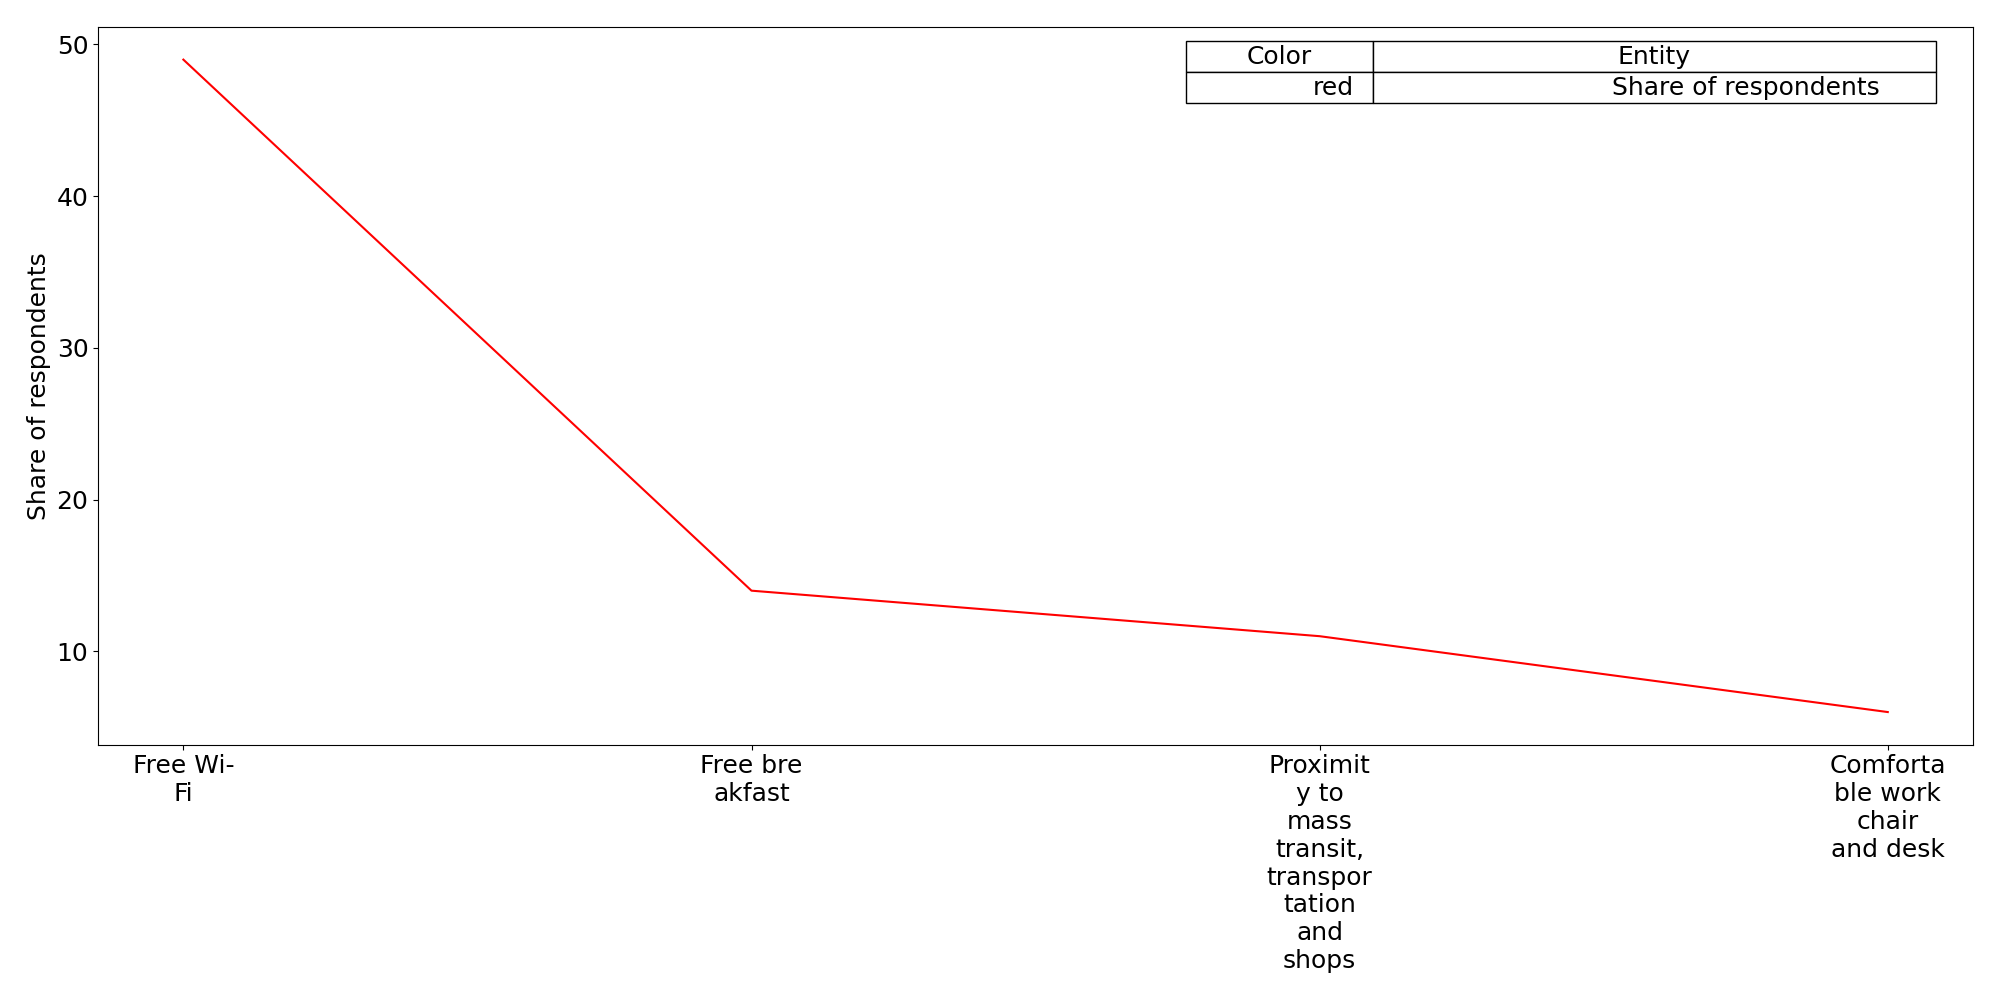 50
40
30
20
10
Share of respondents
Color Entity
red Share of respondents
Free Wi-
Fi
Free bre
akfast
Proximit
y to
mass
transit,
transpor
tation
and
shops
Comforta
ble work
chair
and desk